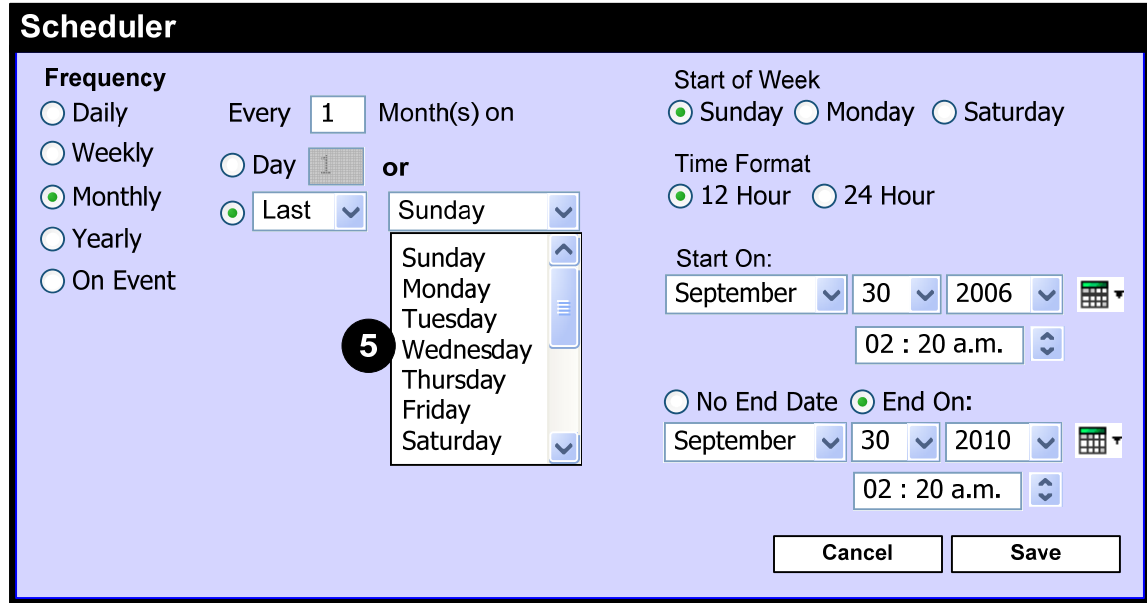 Scheduler
Frequency
Daily
Weekly
Monthly
Yearly
On Event
Every 1 Month(s) on
Day 1 or
Last Sunday
Sunday
Monday
Tuesday
5
Wednesday
Thursday
Friday
Saturday
Start of Week
Sunday Monday Saturday
Time Format
12 Hour 24 Hour
Start On:
September 30 2006
02 : 20 a.m.
No End Date End On:
September 30 2010
02 : 20 a.m.
Cancel Save